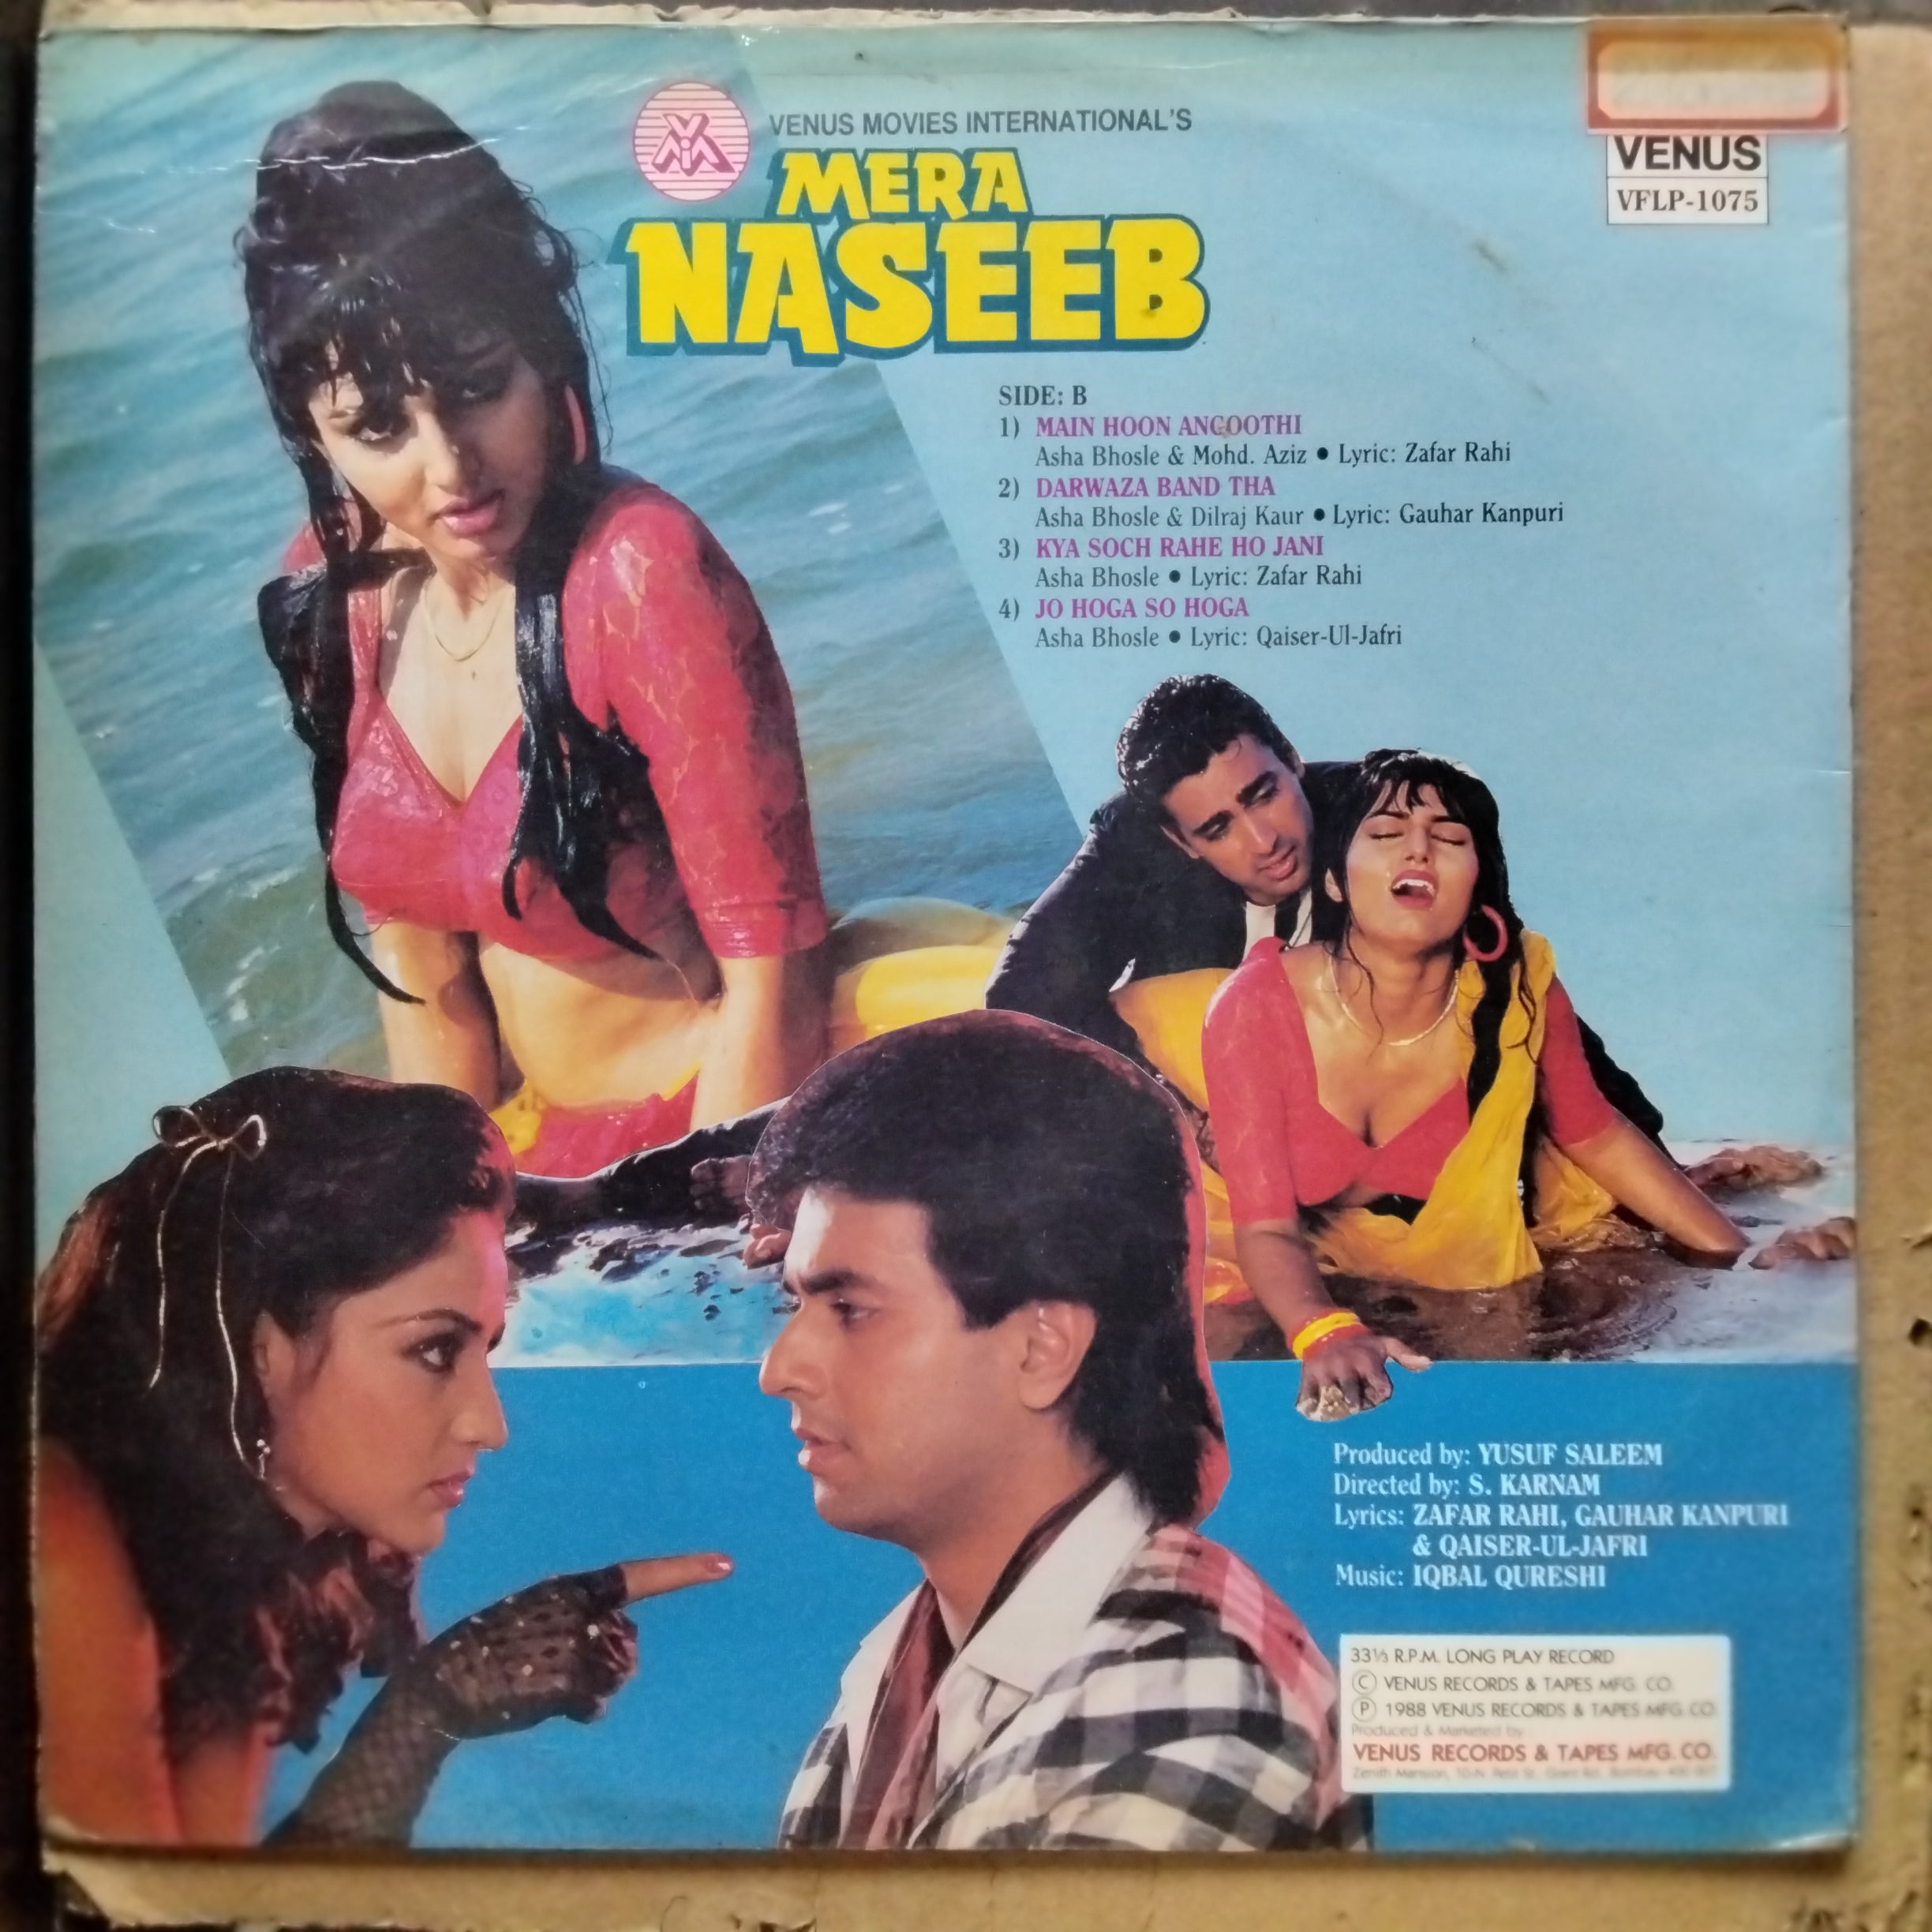 VENUS MOVIES INTERNATIONAL'S
MERA
NASEEB
VENUS
VFLP-1075
SIDE: B
1) MAIN HOON ANGOOTHI
Asha Bhosle & Mohd. Aziz ● Lyric: Zafar Rahi
2) DARWAZA BAND THA
Asha Bhosle & Dilraj Kaur ● Lyric: Gauhar Kanpuri
3) KYA SOCH RAHE HO JANI
Asha Bhosle ● Lyric: Zafar Rahi
4) JO HOGA SO HOGA
Asha Bhosle ● Lyric: Qaiser-Ul-Jafri
Produced by: YUSUF SALEEM
Directed by: S. KARNAM
Lyrics: ZAFAR RAHI, GAUHAR KANPURI
& QAISER-UL-JAFRI
Music: IQBAL QURESHI
33⅓ R.P.M. LONG PLAY RECORD
Ⓒ VENUS RECORDS & TAPES MFG. CO.
Ⓟ 1988 VENUS RECORDS & TAPES MFG. CO.
Produced & Marketed by
VENUS RECORDS & TAPES MFG. CO.
Zenith Mansion, Grant Rd., Bombay